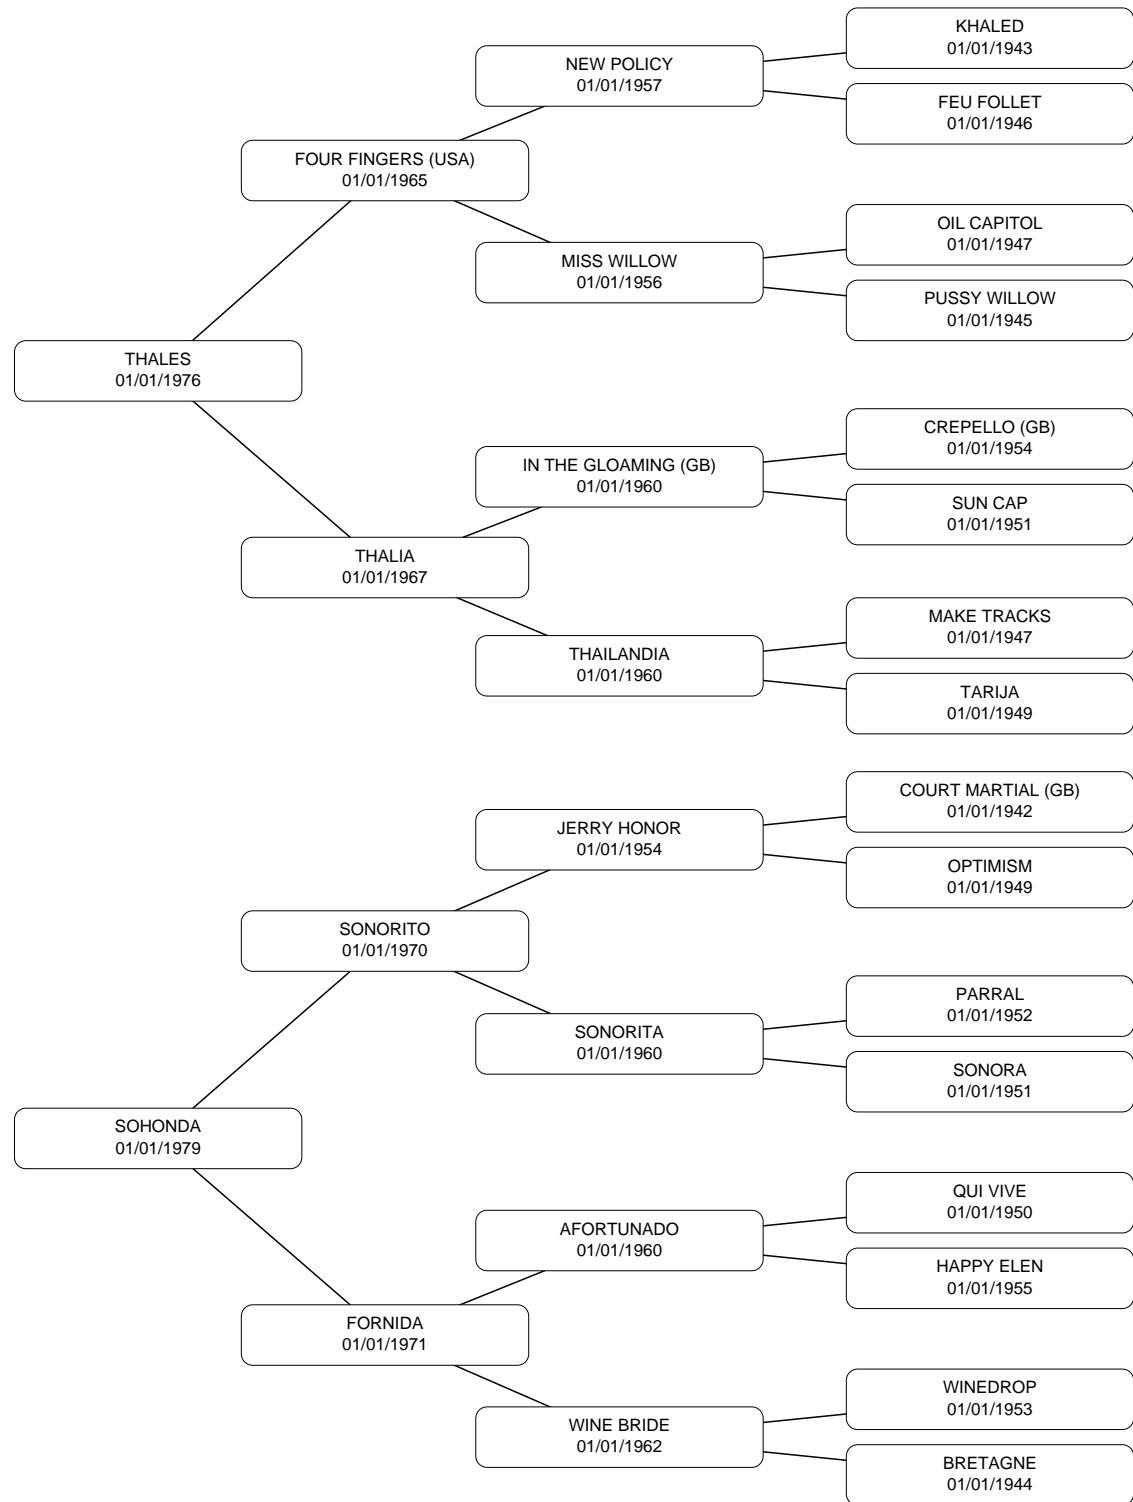 KHALED
01/01/1943
NEW POLICY
01/01/1957
FEU FOLLET
01/01/1946
FOUR FINGERS (USA)
01/01/1965
OIL CAPITOL
01/01/1947
MISS WILLOW
01/01/1956
PUSSY WILLOW
01/01/1945
THALES
01/01/1976
CREPELLO (GB)
01/01/1954
IN THE GLOAMING (GB)
01/01/1960
SUN CAP
01/01/1951
THALIA
01/01/1967
MAKE TRACKS
01/01/1947
THAILANDIA
01/01/1960
TARIJA
01/01/1949
COURT MARTIAL (GB)
01/01/1942
JERRY HONOR
01/01/1954
OPTIMISM
01/01/1949
SONORITO
01/01/1970
PARRAL
01/01/1952
SONORITA
01/01/1960
SONORA
01/01/1951
SOHONDA
01/01/1979
QUI VIVE
01/01/1950
AFORTUNADO
01/01/1960
HAPPY ELEN
01/01/1955
FORNIDA
01/01/1971
WINEDROP
01/01/1953
WINE BRIDE
01/01/1962
BRETAGNE
01/01/1944